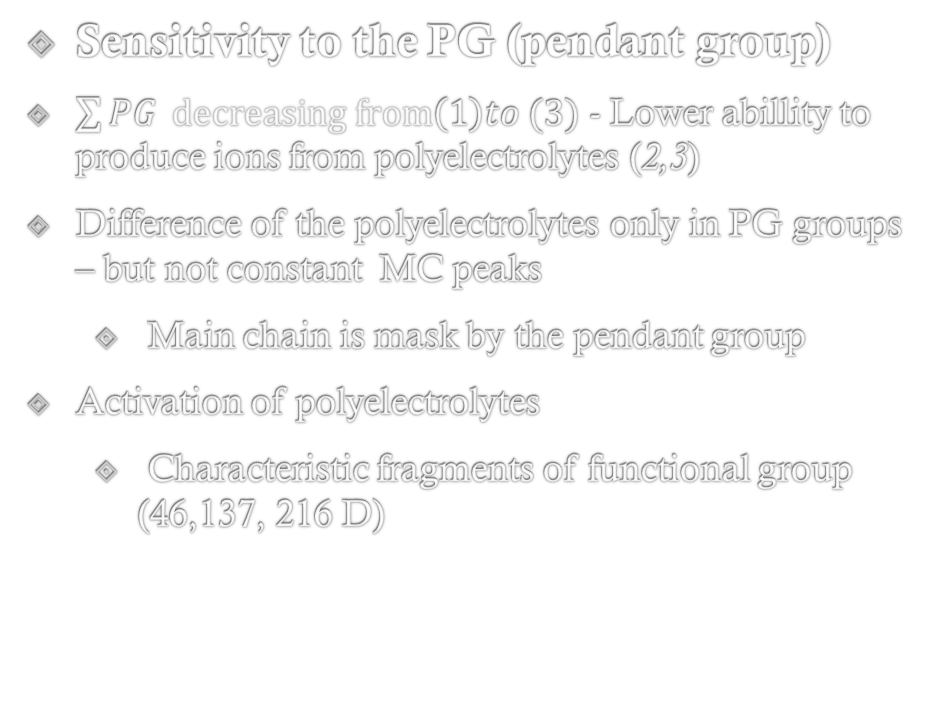 ❖ Sensitivity to the PG (pendant group)
❖ ∑PG decreasing from(1)to (3) - Lower abillity to
produce ions from polyelectrolytes (2,3)
❖ Difference of the polyelectrolytes only in PG groups
– but not constant MC peaks
❖ Main chain is mask by the pendant group
❖ Activation of polyelectrolytes
❖ Characteristic fragments of functional group
(46,137, 216 D)